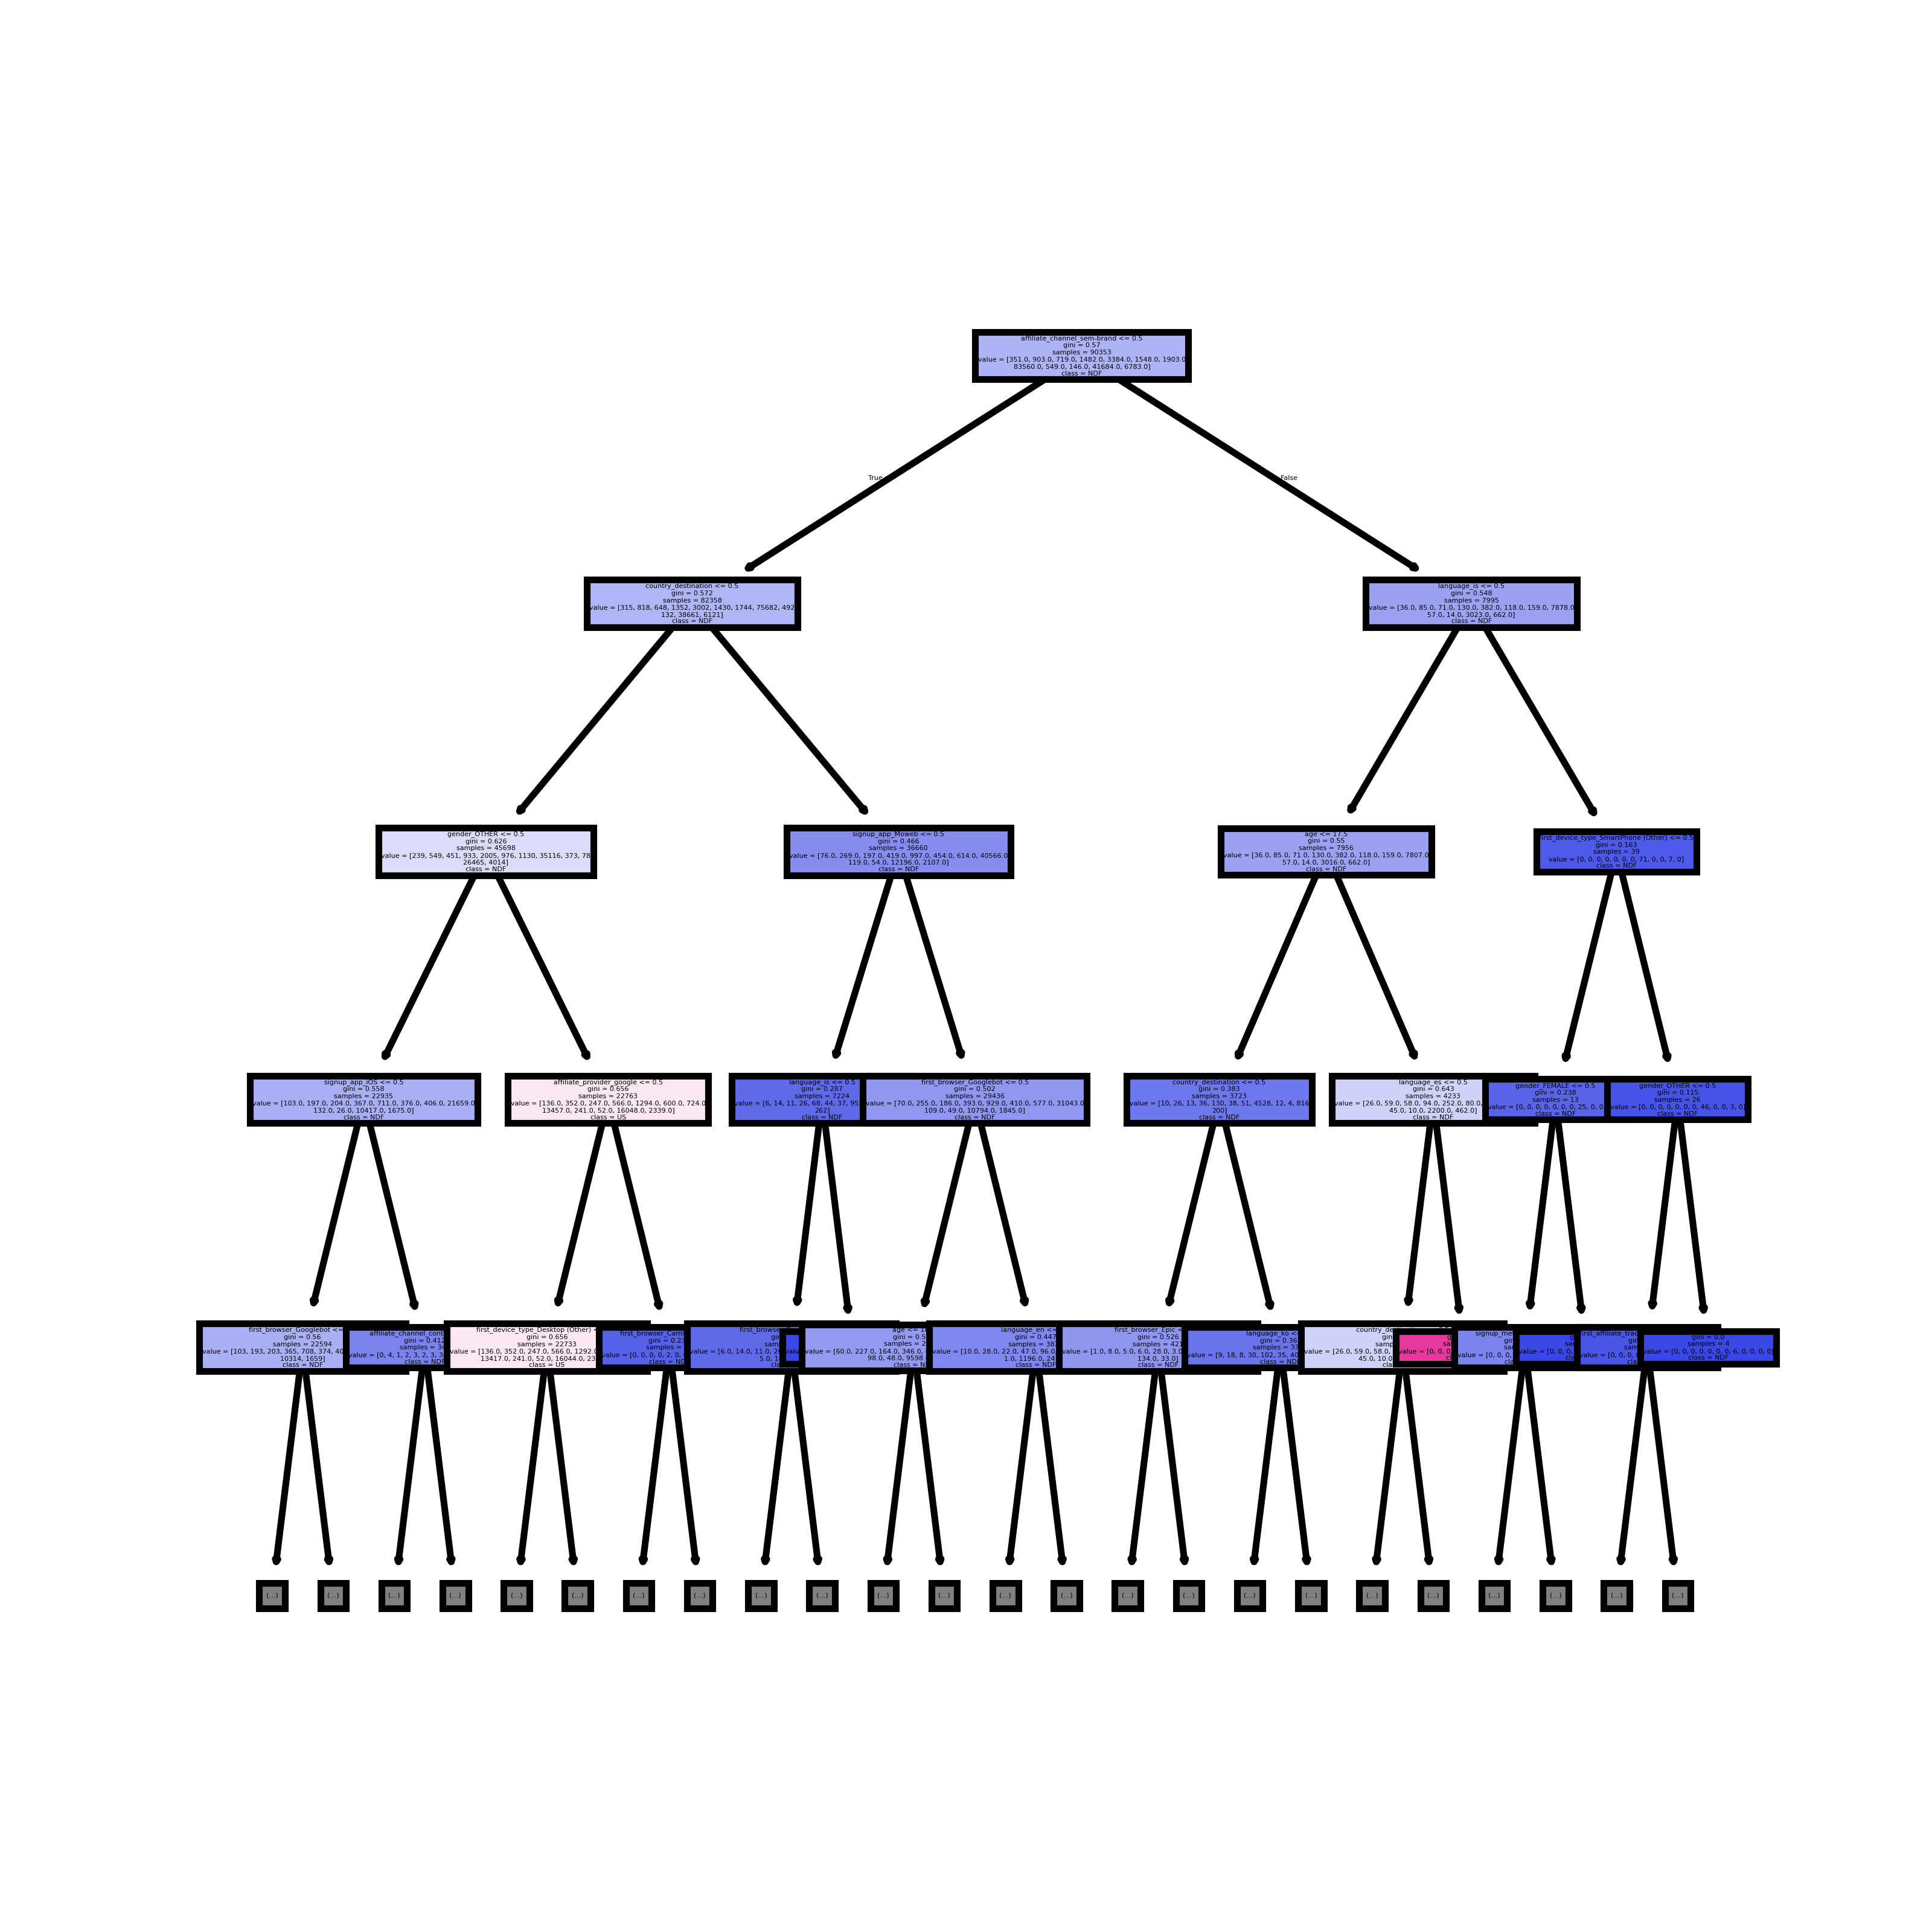 affiliate_channel_sem-brand <= 0.5
gini = 0.57
samples = 90353
value = [351.0, 903.0, 719.0, 1482.0, 3384.0, 1548.0, 1903.0
83560.0, 549.0, 146.0, 41684.0, 6783.0]
class = NDF
True
False
country_destination <= 0.5
gini = 0.572
samples = 82358
value = [315, 818, 648, 1352, 3002, 1430, 1744, 75682, 492
132, 38661, 6121]
class = NDF
language_is <= 0.5
gini = 0.548
samples = 7995
value = [36.0, 85.0, 71.0, 130.0, 382.0, 118.0, 159.0, 7878.0
57.0, 14.0, 3023.0, 662.0]
class = NDF
gender_OTHER <= 0.5
gini = 0.626
samples = 45698
value = [239, 549, 451, 933, 2005, 976, 1130, 35116, 373, 78
26465, 4014]
class = NDF
signup_app_Moweb <= 0.5
gini = 0.466
samples = 36660
value = [76.0, 269.0, 197.0, 419.0, 997.0, 454.0, 614.0, 40566.0
119.0, 54.0, 12196.0, 2107.0]
class = NDF
age <= 17.5
gini = 0.55
samples = 7956
value = [36.0, 85.0, 71.0, 130.0, 382.0, 118.0, 159.0, 7807.0
57.0, 14.0, 3016.0, 662.0]
class = NDF
first_device_type_SmartPhone (Other) <= 0.5
gini = 0.163
samples = 39
value = [0, 0, 0, 0, 0, 0, 0, 71, 0, 0, 7, 0]
class = NDF
signup_app_iOS <= 0.5
gini = 0.558
samples = 22935
value = [103.0, 197.0, 204.0, 367.0, 711.0, 376.0, 406.0, 21659.0
132.0, 26.0, 10417.0, 1675.0]
class = NDF
affiliate_provider_google <= 0.5
gini = 0.656
samples = 22763
value = [136.0, 352.0, 247.0, 566.0, 1294.0, 600.0, 724.0
13457.0, 241.0, 52.0, 16048.0, 2339.0]
class = US
language_is <= 0.5
gini = 0.287
samples = 7224
value = [6, 14, 11, 26, 68, 44, 37, 95
262]
class = NDF
first_browser_Googlebot <= 0.5
gini = 0.502
samples = 29436
value = [70.0, 255.0, 186.0, 393.0, 929.0, 410.0, 577.0, 31043.0
109.0, 49.0, 10794.0, 1845.0]
class = NDF
country_destination <= 0.5
gini = 0.383
samples = 3723
value = [10, 26, 13, 36, 130, 38, 51, 4528, 12, 4, 816
200]
class = NDF
language_es <= 0.5
gini = 0.643
samples = 4233
value = [26.0, 59.0, 58.0, 94.0, 252.0, 80.0,
45.0, 10.0, 2200.0, 462.0]
class = NDF
gender_FEMALE <= 0.5
gini = 0.238
samples = 13
value = [0, 0, 0, 0, 0, 0, 0, 25, 0, 0
class = NDF
gender_OTHER <= 0.5
gini = 0.115
samples = 26
value = [0, 0, 0, 0, 0, 0, 0, 46, 0, 0, 3, 0]
class = NDF
first_browser_Googlebot <=
gini = 0.56
samples = 22594
value = [103, 193, 203, 365, 708, 374, 40
10314, 1659]
class = NDF
affiliate_channel_cont
gini = 0.412
samples = 34
value = [0, 4, 1, 2, 3, 2, 3, 3
class = NDF
first_device_type_Desktop (Other) <
gini = 0.656
samples = 22733
value = [136.0, 352.0, 247.0, 566.0, 1292.0
13417.0, 241.0, 52.0, 16044.0, 23
class = US
first_browser_Cami
gini = 0.2
samples =
value = [0, 0, 0, 0, 2, 0,
class = ND
first_browse
gin
samp
value = [6.0, 14.0, 11.0, 26
5.0, 1
clas
age <= 1
gini = 0.5
samples = 2
value = [60.0, 227.0, 164.0, 346.0,
98.0, 48.0, 9598
class = N
language_en <=
gini = 0.447
samples = 38
value = [10.0, 28.0, 22.0, 47.0, 96.0
1.0, 1196.0, 24
class = NDF
first_browser_Epic <
gini = 0.526
samples = 421
value = [1.0, 8.0, 5.0, 6.0, 28.0, 3.0
134.0, 33.0]
class = NDF
language_ko <
gini = 0.36
samples = 33
value = [9, 18, 8, 30, 102, 35, 40
class = NDF
country_de
gini
samp
value = [26.0, 59.0, 58.0,
45.0, 10.0
clas
value = [0, 0, 0,
signup_me
gi
sam
value = [0, 0, 0,
clas
value = [0, 0, 0,
first_affiliate_trac
gin
sam
value = [0, 0, 0,
clas
gini = 0.0
samples = 4
value = [0, 0, 0, 0, 0, 0, 0, 6, 0, 0, 0, 0]
class = NDF
(...) (...) (...) (...) (...) (...) (...) (...) (...) (...) (...) (...) (...) (...) (...) (...) (...) (...) (...) (...) (...) (...) (...) (...)